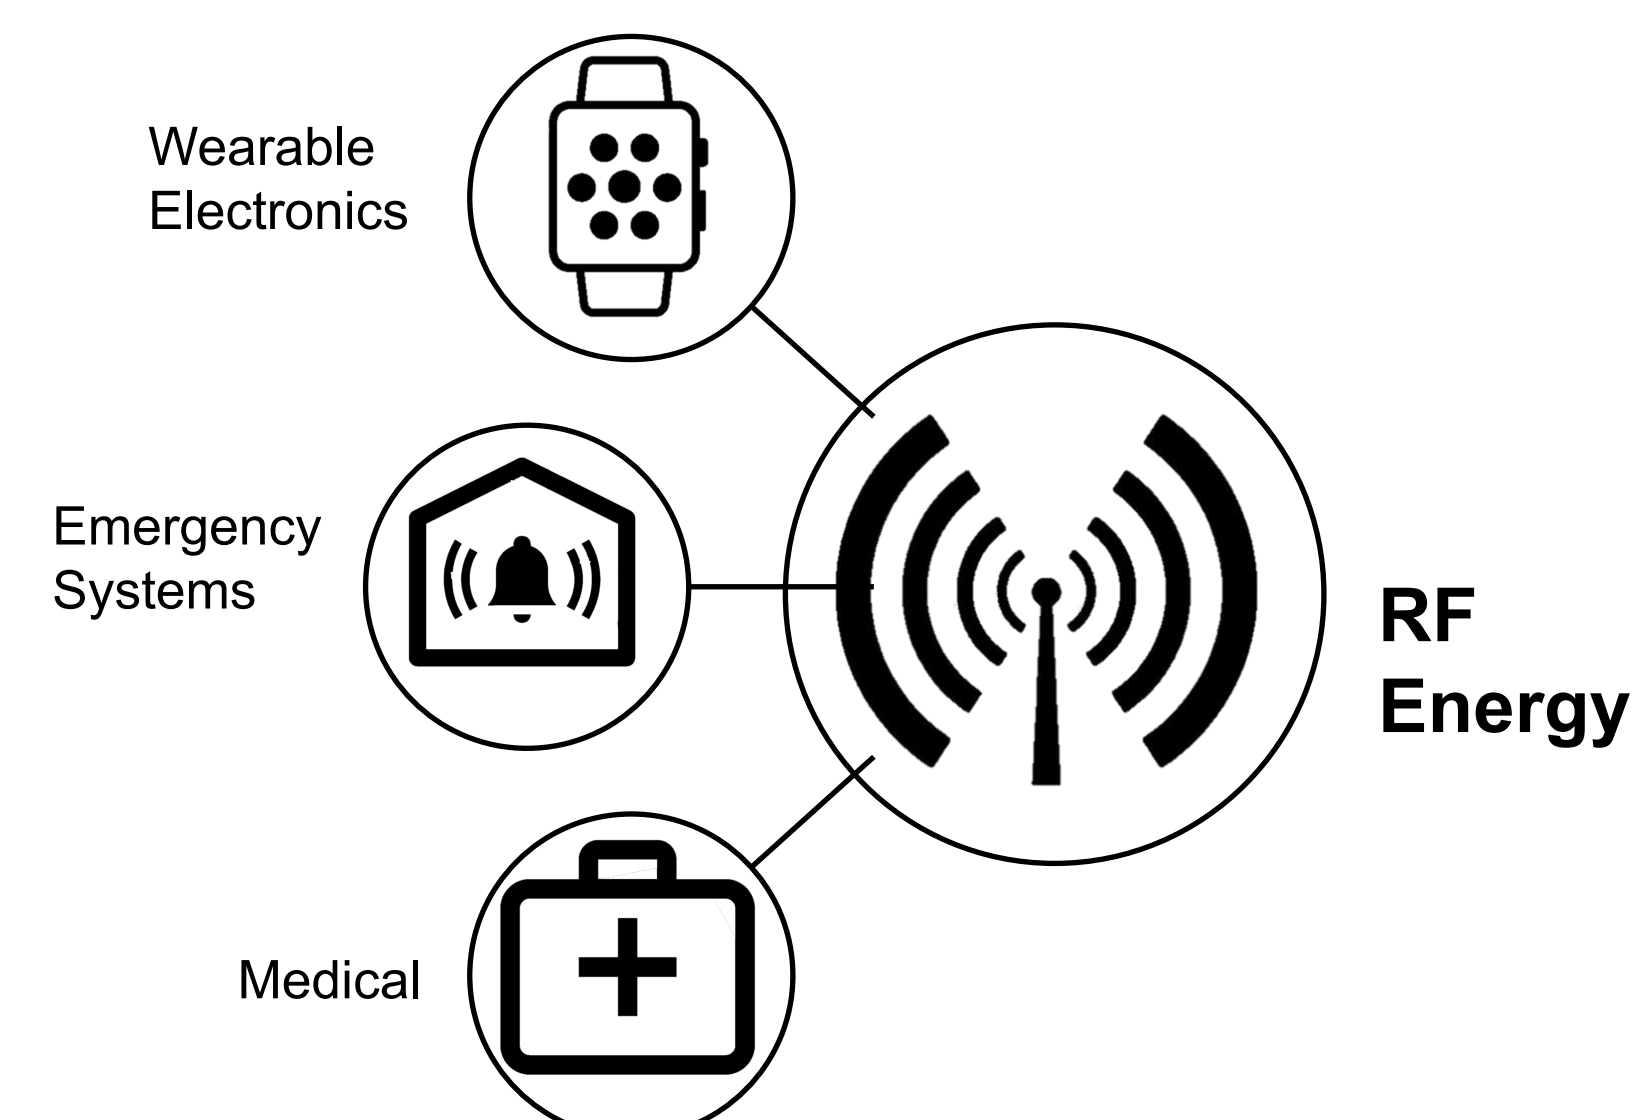 Wearable
Electronics
Emergency
Systems
RF
Energy
Medical